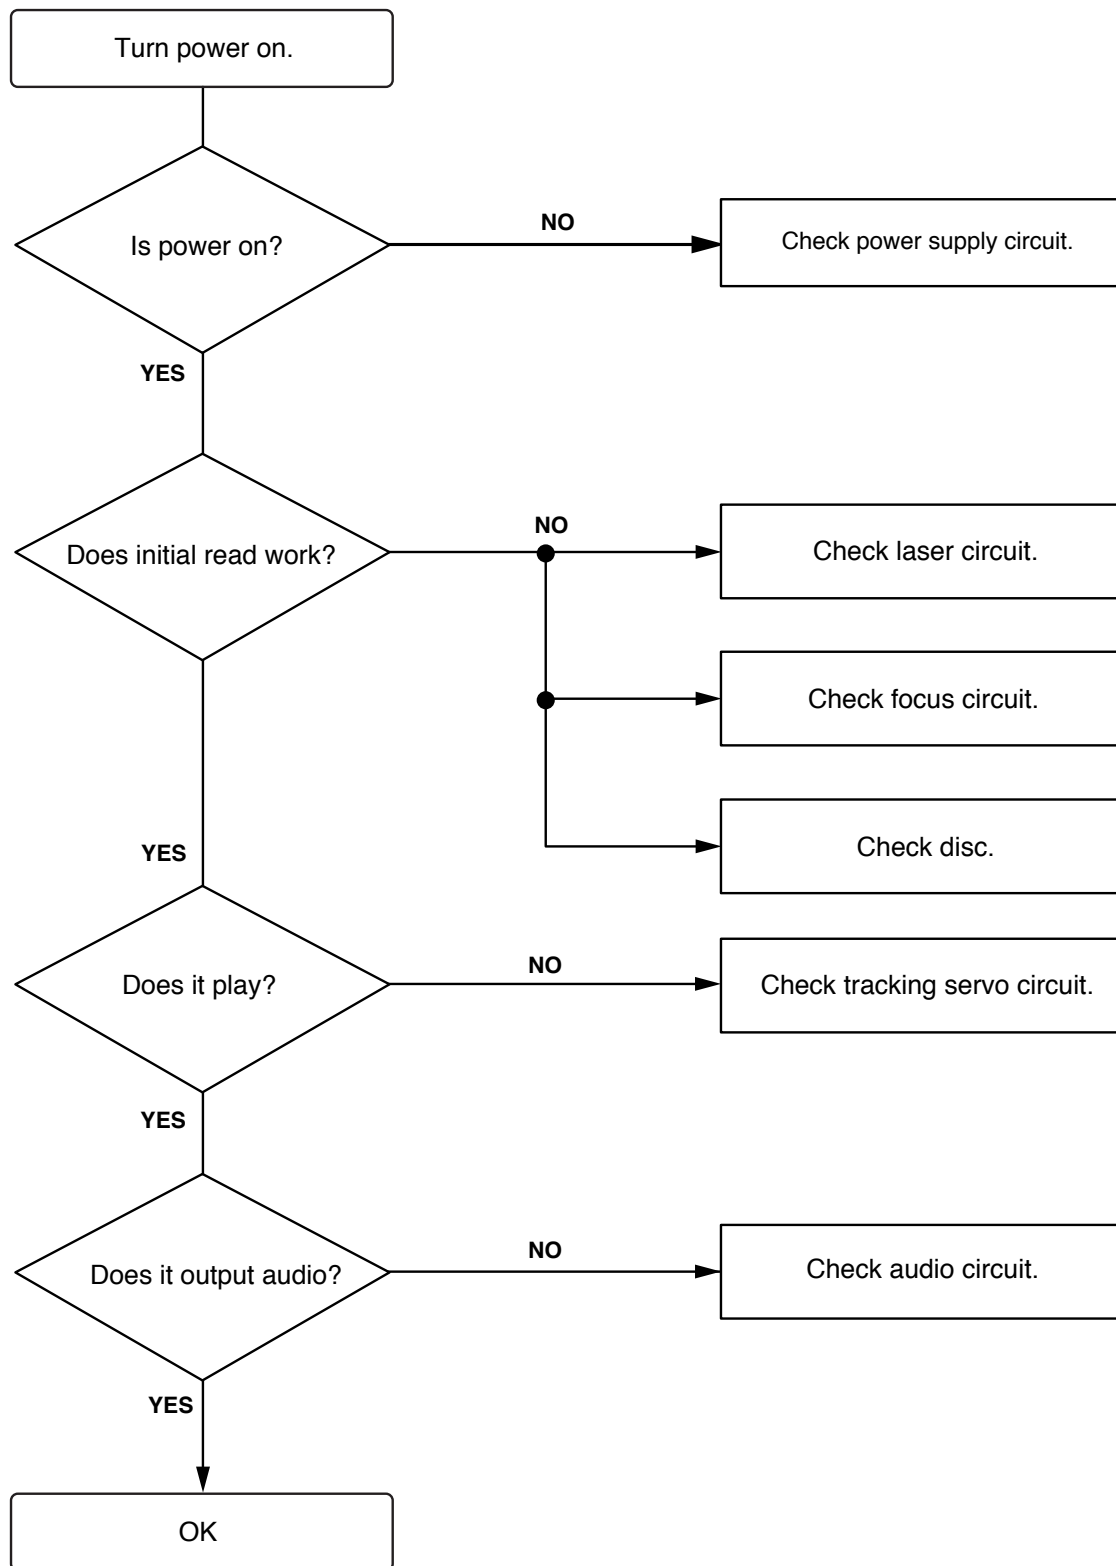 Turn power on.
Is power on?
NO
Check power supply circuit.
YES
Does initial read work?
NO
Check laser circuit.
Check focus circuit.
Check disc.
YES
Does it play?
NO
Check tracking servo circuit.
YES
Does it output audio?
NO
Check audio circuit.
YES
OK